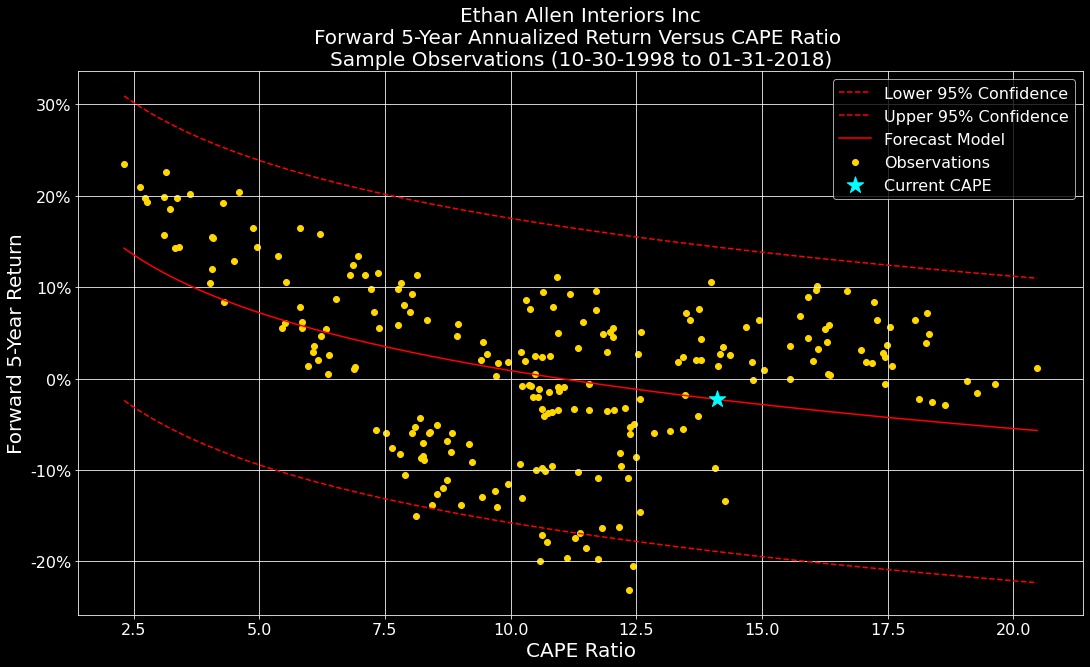 Ethan Allen Interiors Inc
Forward 5-Year Annualized Return Versus CAPE Ratio
Sample Observations (10-30-1998 to 01-31-2018)
Lower 95% Confidence
Upper 95% Confidence
Forecast Model
Observations
Current CAPE
Forward 5-Year Return
30%
20%
10%
0%
-10%
-20%
2.5 5.0 7.5 10.0 12.5 15.0 17.5 20.0
CAPE Ratio